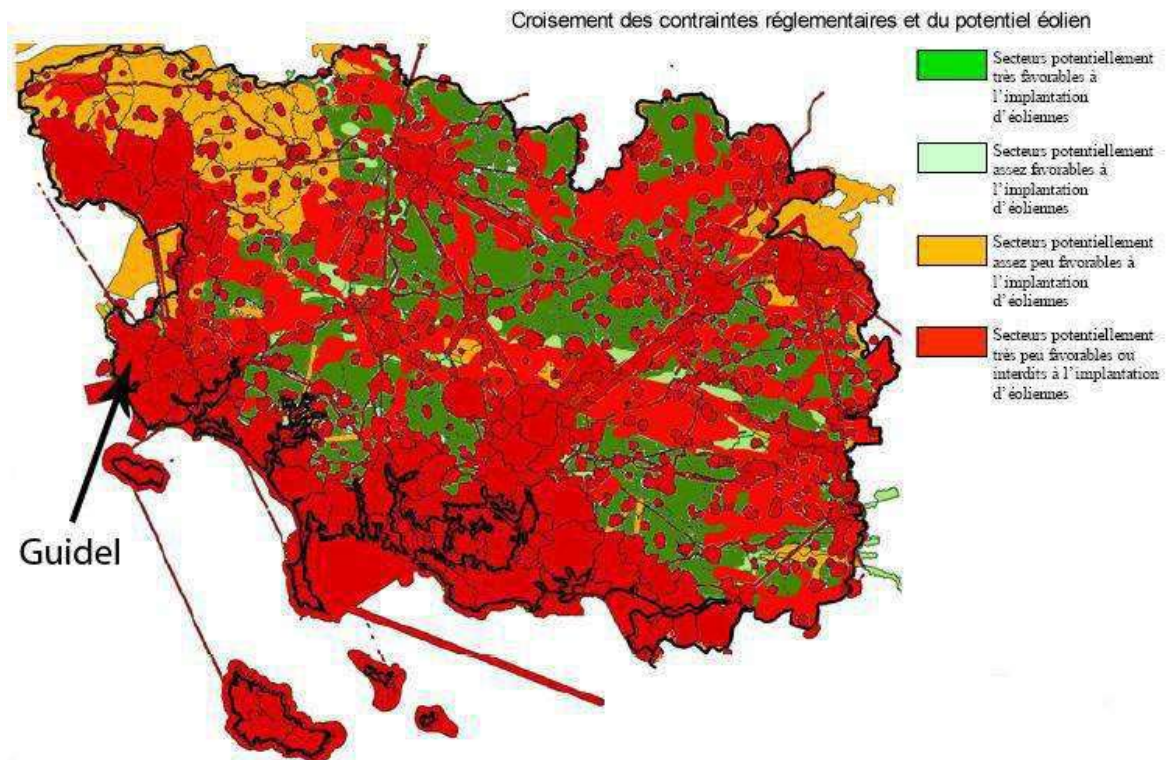 Croisement des contraintes réglementaires et du potentiel éolien
Secteurs potentiellement
très favorables à
l'implantation
d'éoliennes
Secteurs potentiellement
assez favorables à
l'implantation
d'éoliennes
Secteurs potentiellement
assez peu favorables à
l'implantation
d'éoliennes
Secteurs potentiellement
très peu favorables ou
interdits à l'implantation
d'éoliennes
Guidel